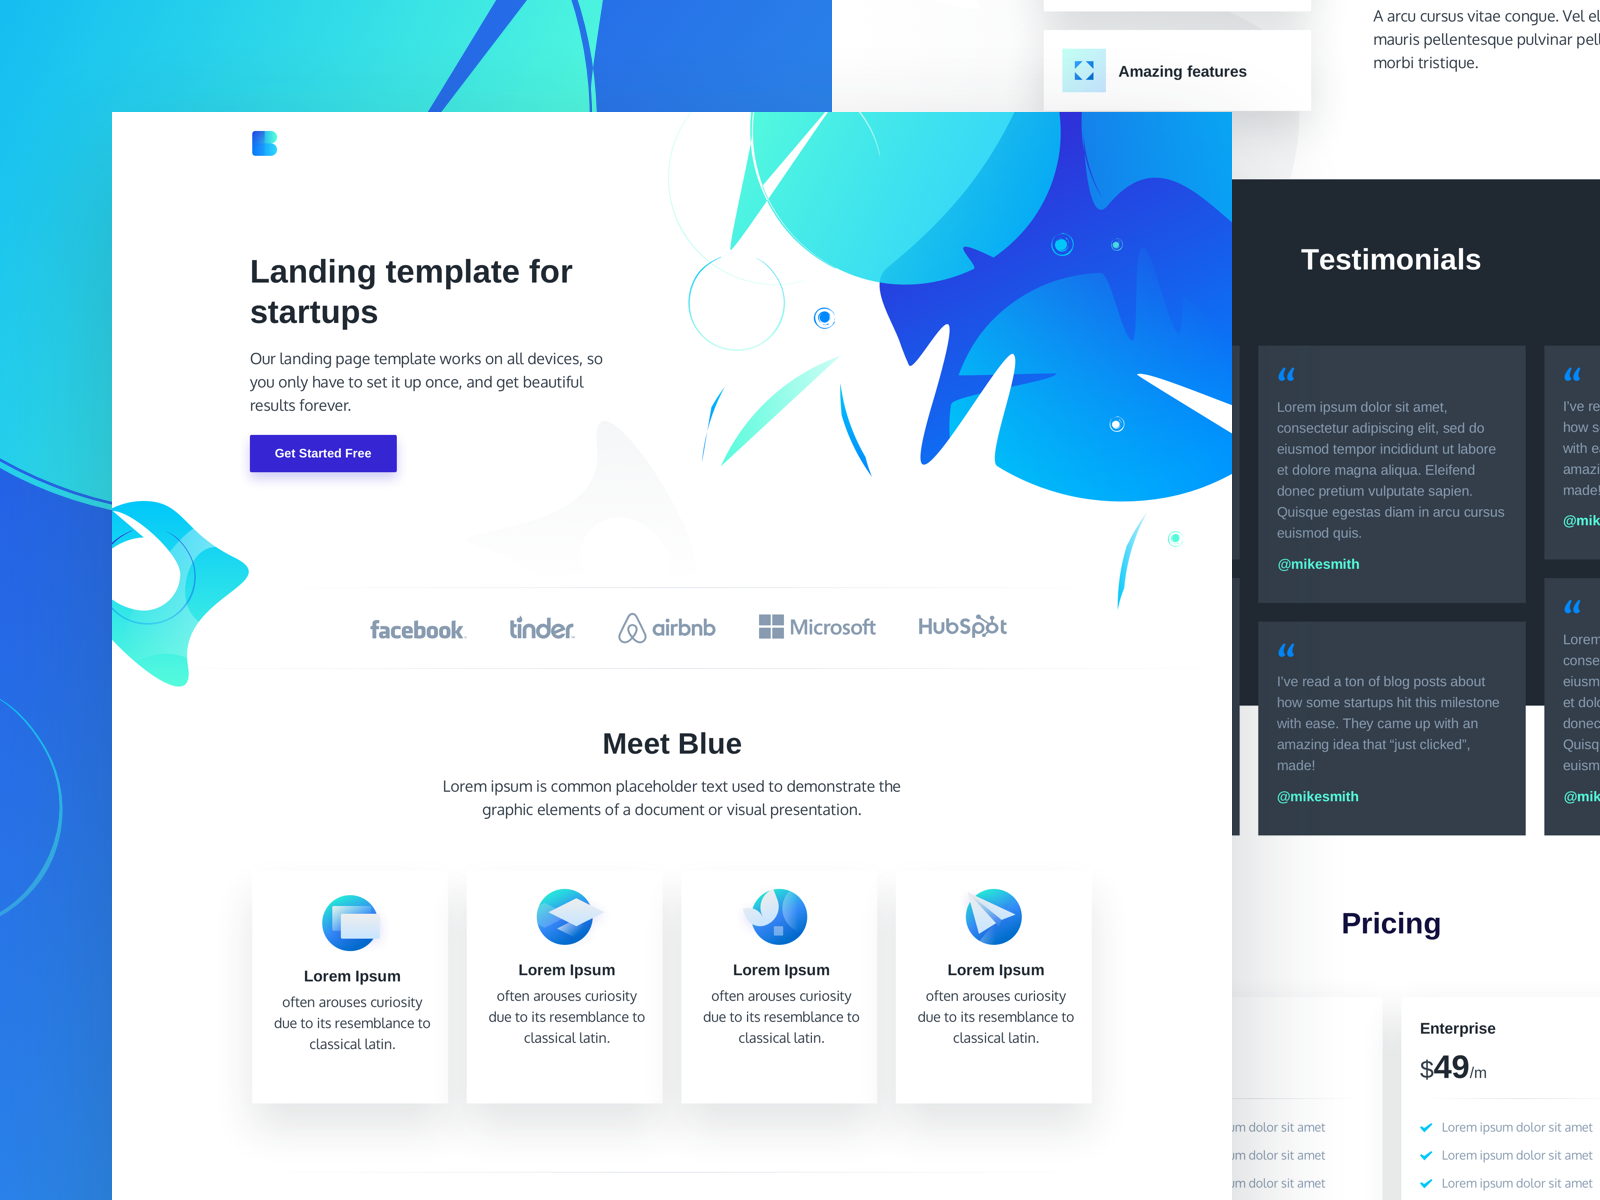 A arcu cursus vitae congue. Vel el
mauris pellentesque pulvinar pell
morbi tristique.
Amazing features
B
Landing template for
startups
Our landing page template works on all devices, so
you only have to set it up once, and get beautiful
results forever.
Get Started Free
facebook
tinder
airbnb
Microsoft
HubSpot
Meet Blue
Lorem ipsum is common placeholder text used to demonstrate the
graphic elements of a document or visual presentation.
Lorem Ipsum
often arouses curiosity
due to its resemblance to
classical latin.
Lorem Ipsum
often arouses curiosity
due to its resemblance to
classical latin.
Lorem Ipsum
often arouses curiosity
due to its resemblance to
classical latin.
Lorem Ipsum
often arouses curiosity
due to its resemblance to
classical latin.
Testimonials
“
Lorem ipsum dolor sit amet,
consectetur adipiscing elit, sed do
eiusmod tempor incididunt ut labore
et dolore magna aliqua. Eleifend
donec pretium vulputate sapien.
Quisque egestas diam in arcu cursus
euismod quis.
@mikesmith
“
I've read a ton of blog posts about
how some startups hit this milestone
with ease. They came up with an
amazing idea that “just clicked”,
made!
@mikesmith
“
I've re
how s
with ea
amazi
made!
@mik
“
Lorem
conse
eiusm
et dolo
donec
Quisq
euism
@mik
Pricing
um dolor sit amet
um dolor sit amet
um dolor sit amet
Enterprise
$49/m
Lorem ipsum dolor sit amet
Lorem ipsum dolor sit amet
Lorem ipsum dolor sit amet